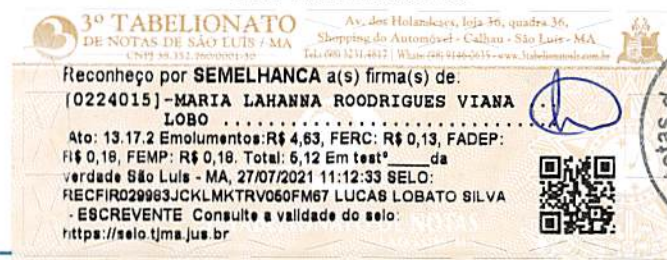 3º TABELIONATO
DE NOTAS DE SÃO LUÍS / MA
Av. dos Holandeses, loja 36, quadra 36,
Shopping do Automóvel - Calhau - São Luís - MA
Reconheço por SEMELHANCA a(s) firma(s) de:
[0224015]-MARIA LAHANNA ROODRIGUES VIANA
LOBO
Ato: 13.17.2 Emolumentos:R$ 4,63, FERC: R$ 0,13, FADEP:
R$ 0,18, FEMP: R$ 0,18. Total: 5,12 Em testº____da
verdade São Luís - MA, 27/07/2021 11:12:33 SELO:
RECFIR029983JCKLMKTRV060FM67 LUCAS LOBATO SILVA
- ESCREVENTE Consulte a validade do selo:
https://selo.tjma.jus.br